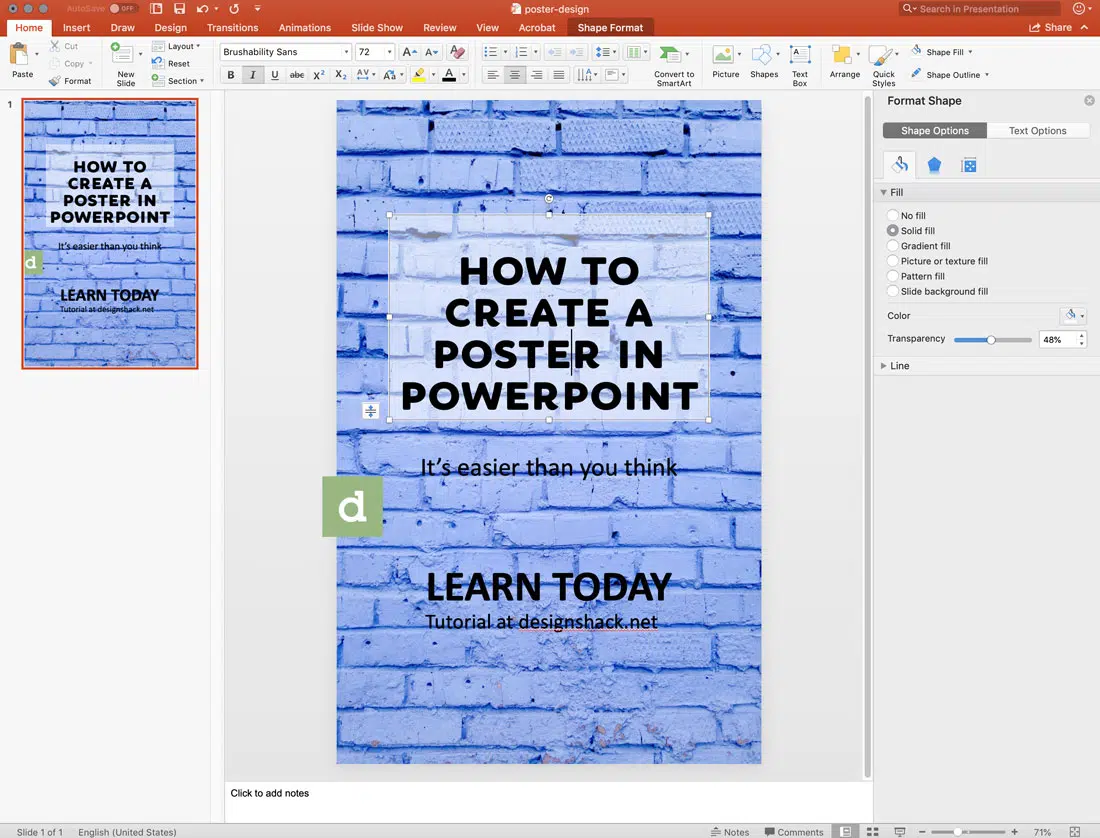 AutoSave OFF poster-design Search in Presentation
Home Insert Draw Design Transitions Animations Slide Show Review View Acrobat Shape Format Share
Paste Cut Copy Format New Slide Layout Reset Section
Brushability Sans 72 A A
B I U abc X² X₂ AV Aa A
Convert to SmartArt Picture Shapes A Text Box Arrange Quick Styles Shape Fill Shape Outline
1
HOW TO
CREATE A
POSTER IN
POWERPOINT
It's easier than you think
d
LEARN TODAY
Tutorial at designshack.net
HOW TO
CREATE A
POSTER IN
POWERPOINT
It's easier than you think
d
LEARN TODAY
Tutorial at designshack.net
Click to add notes
Format Shape
Shape Options Text Options
Fill
No fill
Solid fill
Gradient fill
Picture or texture fill
Pattern fill
Slide background fill
Color
Transparency 48%
Line
Slide 1 of 1 English (United States) Notes Comments 71%